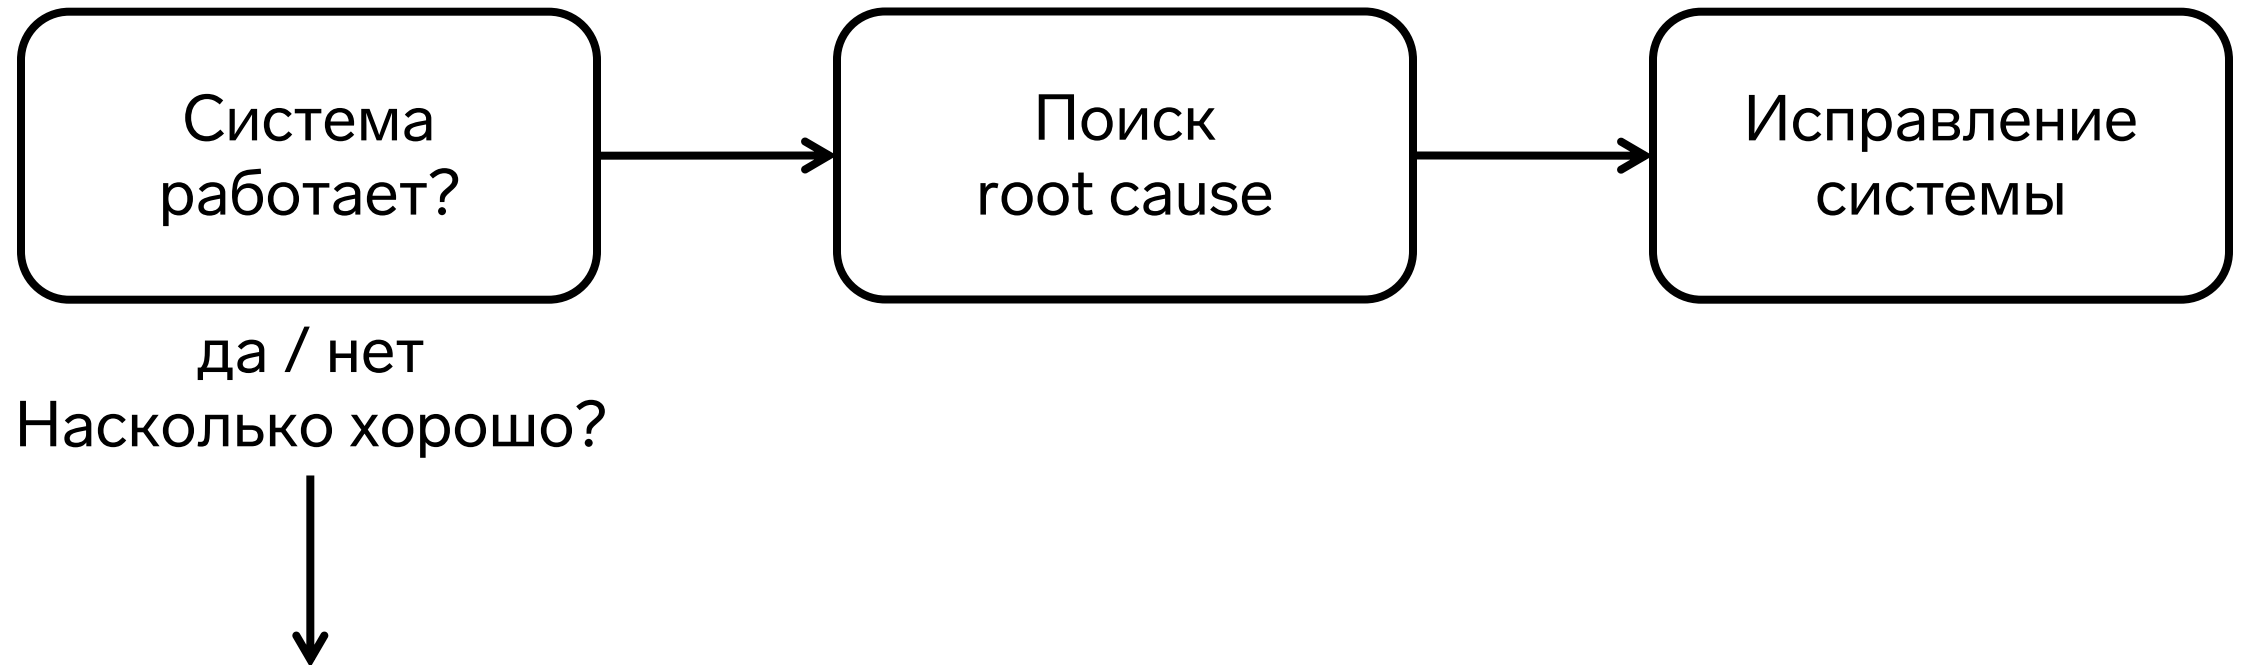 Система
работает?
Поиск
root cause
Исправление
системы
да / нет
Насколько хорошо?